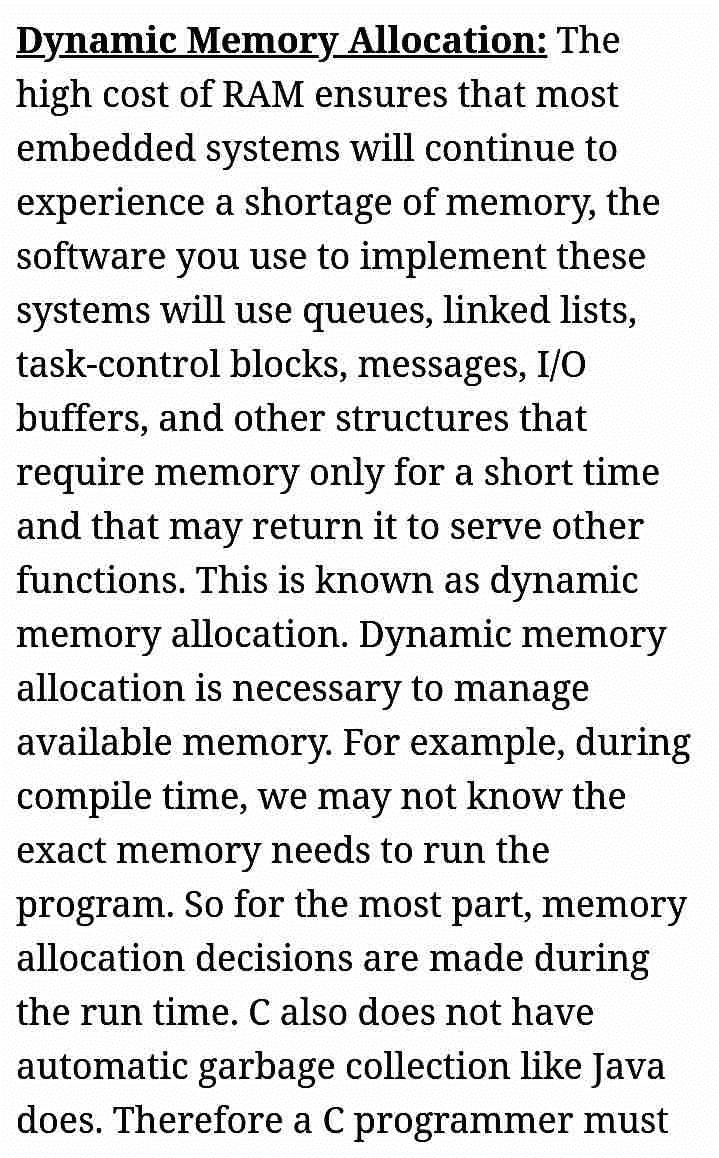 Dynamic Memory Allocation: The
high cost of RAM ensures that most
embedded systems will continue to
experience a shortage of memory, the
software you use to implement these
systems will use queues, linked lists,
task-control blocks, messages, I/O
buffers, and other structures that
require memory only for a short time
and that may return it to serve other
functions. This is known as dynamic
memory allocation. Dynamic memory
allocation is necessary to manage
available memory. For example, during
compile time, we may not know the
exact memory needs to run the
program. So for the most part, memory
allocation decisions are made during
the run time. C also does not have
automatic garbage collection like Java
does. Therefore a C programmer must